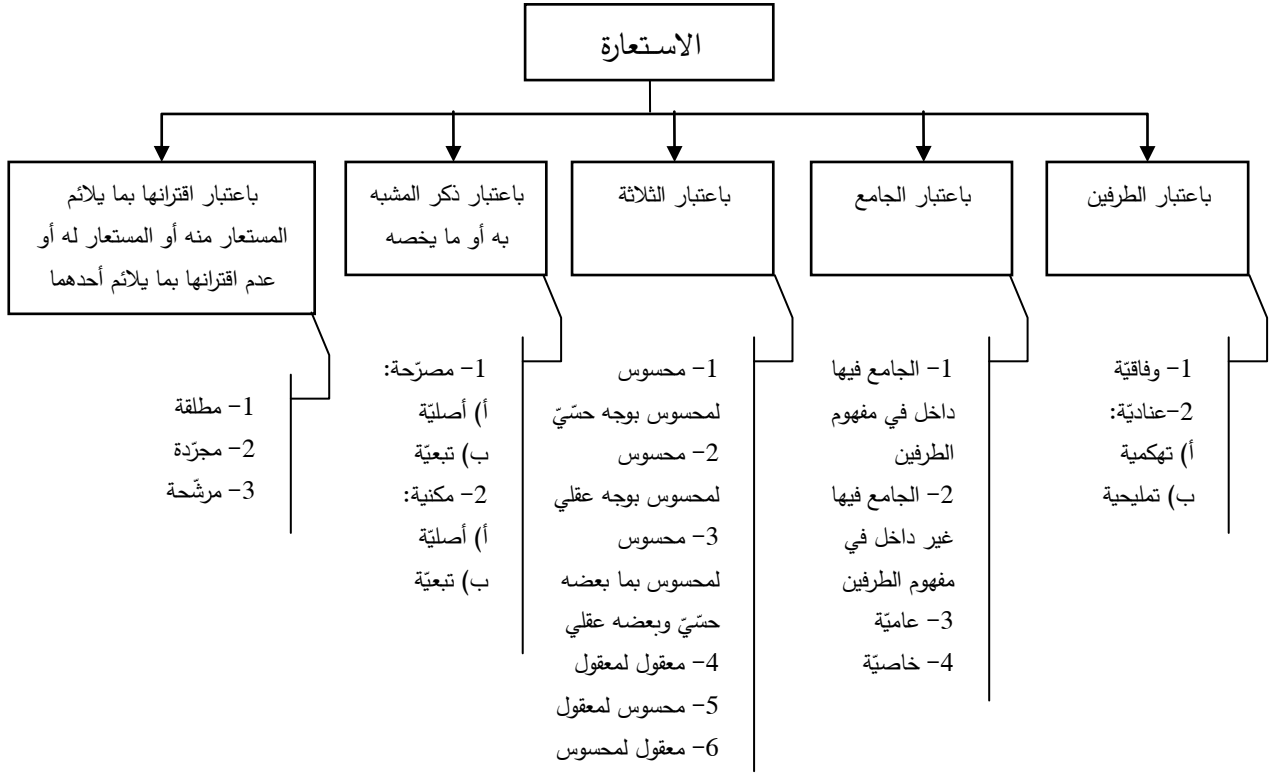 الاستعارة
باعتبار الطرفين
1- وفاقيّة
2-عناديّة:
أ) تهكمية
ب) تمليحية
باعتبار الجامع
1- الجامع فيها
داخل في مفهوم
الطرفين
2- الجامع فيها
غير داخل في
مفهوم الطرفين
3- عاميّة
4- خاصيّة
باعتبار الثلاثة
1- محسوس
لمحسوس بوجه حسّيّ
2- محسوس
لمحسوس بوجه عقلي
3- محسوس
لمحسوس بما بعضه
حسّيّ وبعضه عقلي
4- معقول لمعقول
5- محسوس لمعقول
6- معقول لمحسوس
باعتبار ذكر المشبه
به أو ما يخصه
1- مصرّحة:
أ) أصليّة
ب) تبعيّة
2- مكنية:
أ) أصليّة
ب) تبعيّة
باعتبار اقترانها بما يلائم
المستعار منه أو المستعار له أو
عدم اقترانها بما يلائم أحدهما
1- مطلقة
2- مجرّدة
3- مرشّحة